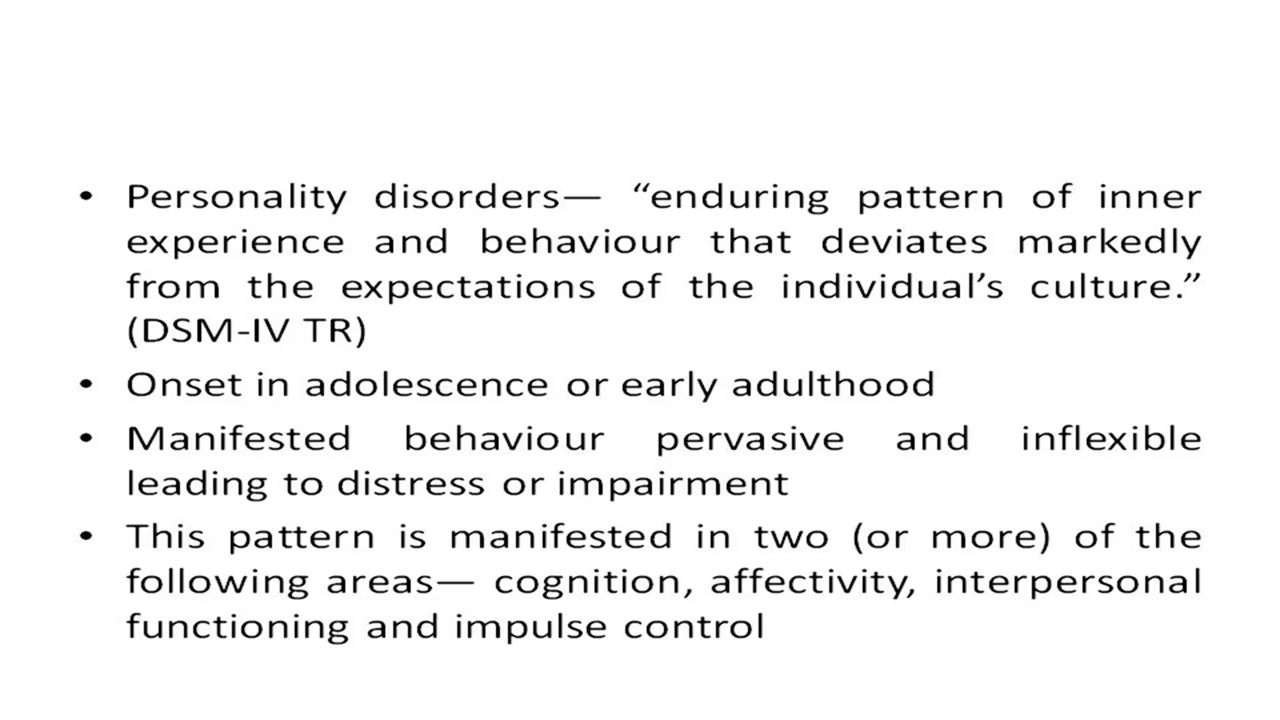 • Personality disorders— “enduring pattern of inner
experience and behaviour that deviates markedly
from the expectations of the individual’s culture.”
(DSM-IV TR)
• Onset in adolescence or early adulthood
• Manifested behaviour pervasive and inflexible
leading to distress or impairment
• This pattern is manifested in two (or more) of the
following areas— cognition, affectivity, interpersonal
functioning and impulse control